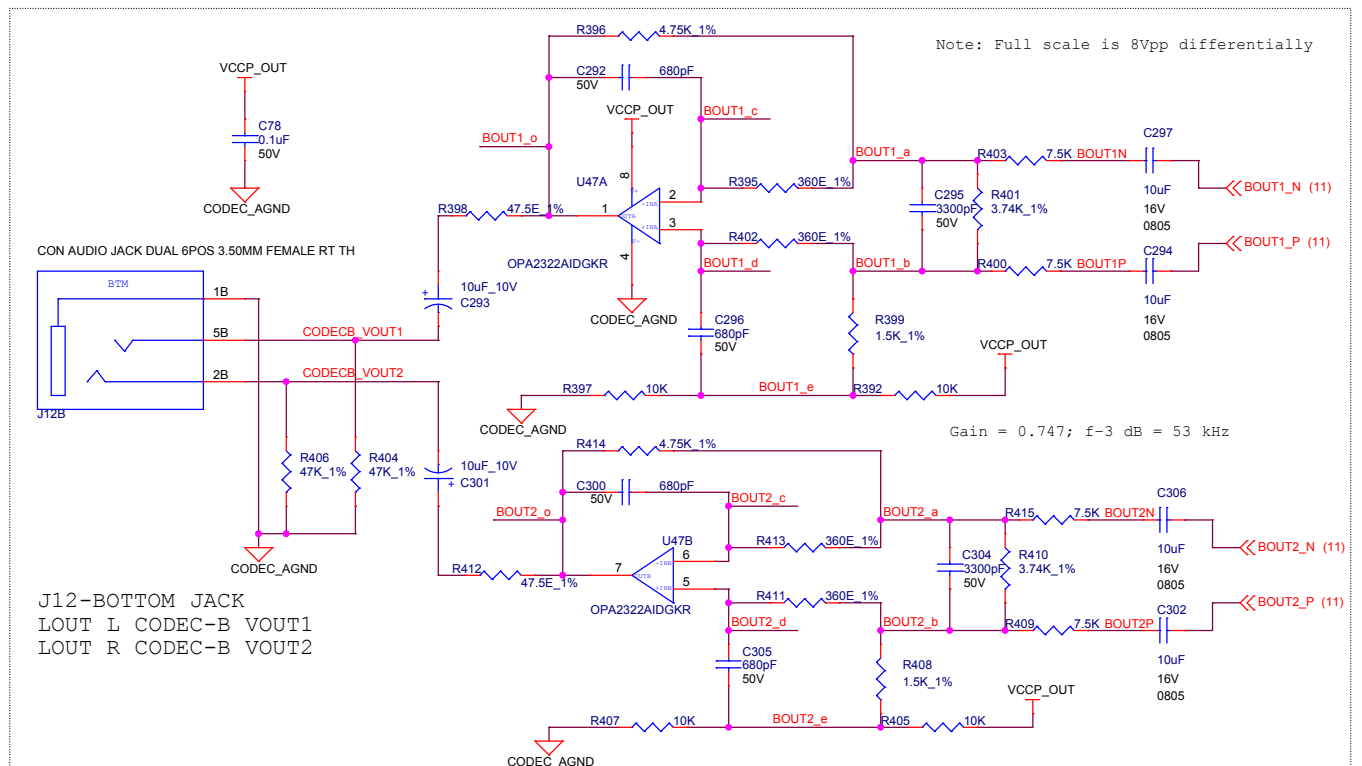 R396 4.75K_1%
Note: Full scale is 8Vpp differentially
VCCP_OUT
C292 680pF
50V
VCCP_OUT
BOUT1_c
C78
0.1uF
50V
BOUT1_o
C297
BOUT1_a
R403 7.5K BOUT1N
8
U47A
R395 360E_1%
10uF
16V
0805
BOUT1_N (11)
CODEC_AGND
2
-INA
V+
C295
3300pF
50V
R401
3.74K_1%
R398 47.5E_1%
1
OUTA
3
+INA
R402 360E_1%
BOUT1_P (11)
C294
CON AUDIO JACK DUAL 6POS 3.50MM FEMALE RT TH
V-
4
OPA2322AIDGKR
BOUT1_d
BOUT1_b
R400 7.5K BOUT1P
BTM
1B
10uF_10V
C293
+
10uF
16V
0805
CODEC_AGND
C296
680pF
50V
R399
1.5K_1%
5B CODECB_VOUT1
VCCP_OUT
2B CODECB_VOUT2
R397 10K
BOUT1_e
R392 10K
J12B
CODEC_AGND
Gain = 0.747; f-3 dB = 53 kHz
R414 4.75K_1%
R406
47K_1%
R404
47K_1%
10uF_10V
C301
+
C300 680pF
50V
BOUT2_c
C306
BOUT2_o
BOUT2_a
R415 7.5K BOUT2N
U47B
R413 360E_1%
10uF
16V
0805
BOUT2_N (11)
CODEC_AGND
6
-INB
C304
3300pF
50V
R410
3.74K_1%
R412
47.5E_1%
7
OUTB
5
+INB
R411 360E_1%
C302
BOUT2_P (11)
OPA2322AIDGKR
BOUT2_d
BOUT2_b
R409 7.5K BOUT2P
J12-BOTTOM JACK
LOUT L CODEC-B VOUT1
LOUT R CODEC-B VOUT2
C305
680pF
50V
R408
1.5K_1%
10uF
16V
0805
VCCP_OUT
R407 10K
BOUT2_e
R405 10K
CODEC_AGND